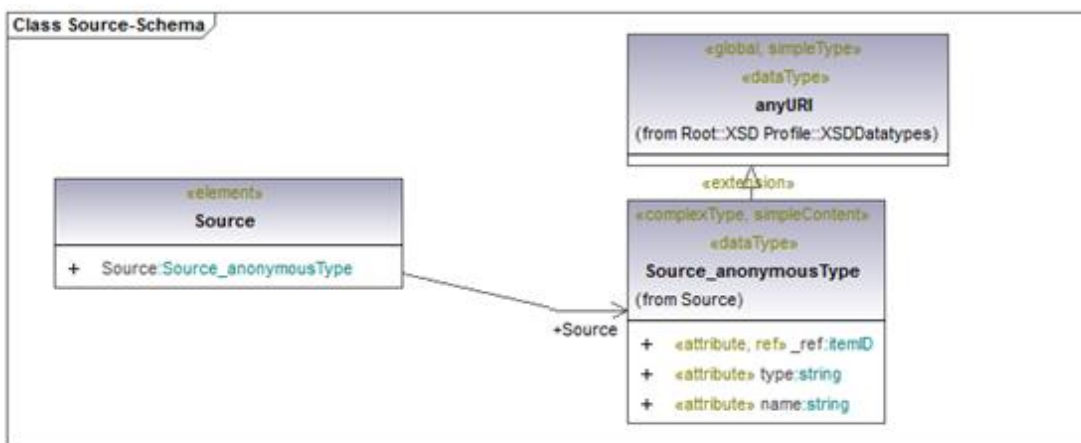 Class Source-Schema
«global, simpleType»
«dataType»
anyURI
(from Root::XSD Profile::XSDDatatypes)
«extension»
«element»
Source
+ Source:Source_anonymousType
+Source
«complexType, simpleContent»
«dataType»
Source_anonymousType
(from Source)
+ «attribute, ref» _ref:itemID
+ «attribute» type:string
+ «attribute» name:string